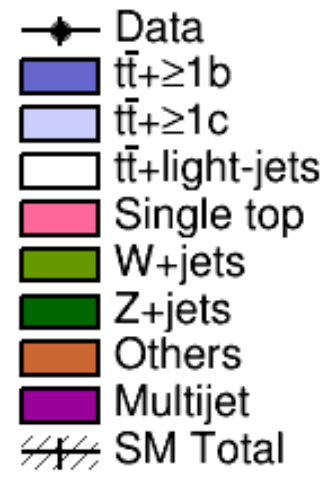 Data
tt̄+≥1b
tt̄+≥1c
tt̄+light-jets
Single top
W+jets
Z+jets
Others
Multijet
SM Total